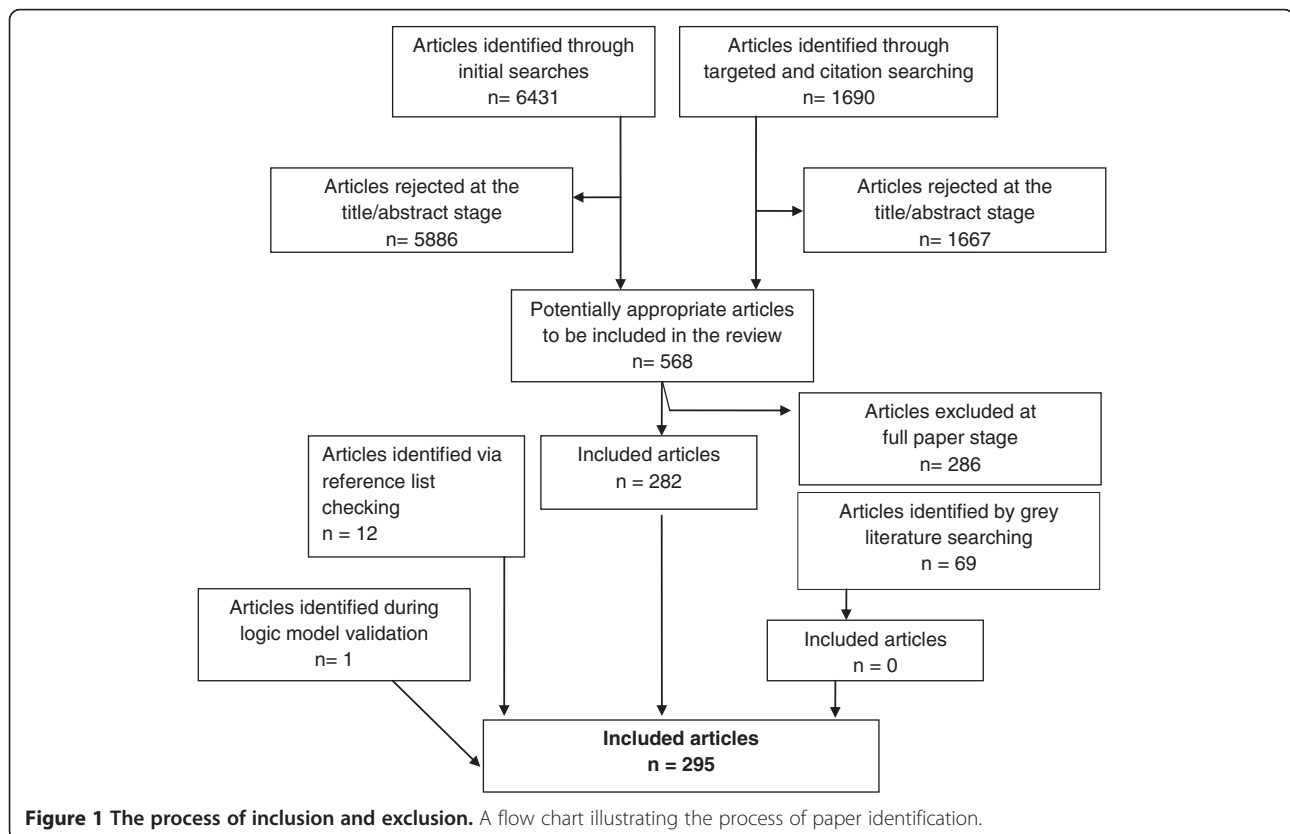 Articles identified through
initial searches
n= 6431
Articles identified through
targeted and citation searching
n= 1690
Articles rejected at the
title/abstract stage
n= 5886
Articles rejected at the
title/abstract stage
n= 1667
Potentially appropriate articles
to be included in the review
n= 568
Articles excluded at
full paper stage
n= 286
Articles identified via
reference list
checking
n = 12
Included articles
n = 282
Articles identified by grey
literature searching
n = 69
Articles identified during
logic model validation
n= 1
Included articles
n = 0
Included articles
n = 295
Figure 1 The process of inclusion and exclusion. A flow chart illustrating the process of paper identification.